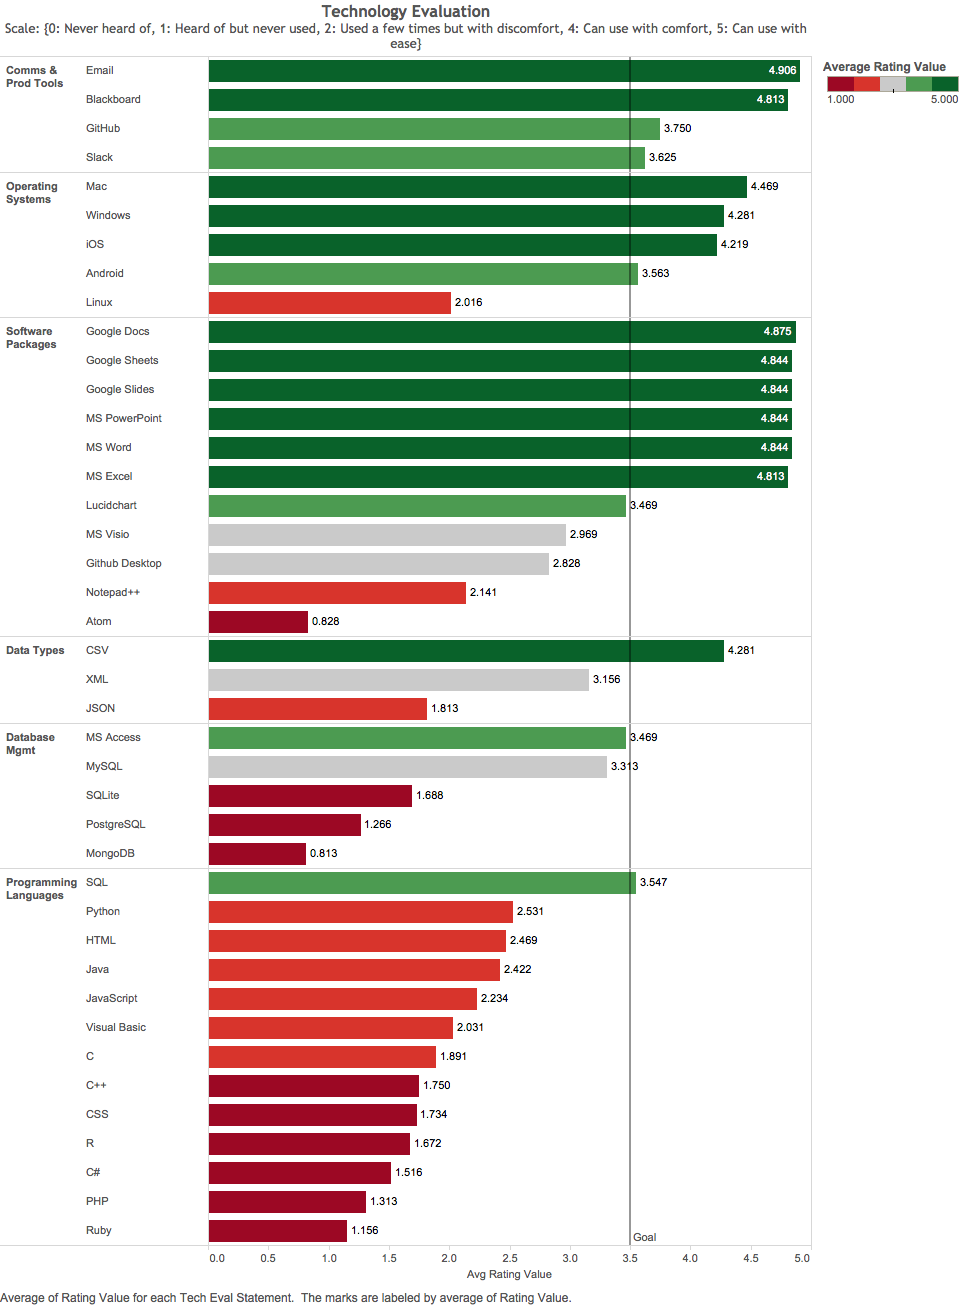 Technology Evaluation
Scale: {0: Never heard of, 1: Heard of but never used, 2: Used a few times but with discomfort, 4: Can use with comfort, 5: Can use with
ease}
Average Rating Value
1.000 5.000
Comms &
Prod Tools
Email 4.906
Blackboard 4.813
GitHub 3.750
Slack 3.625
Operating
Systems
Mac 4.469
Windows 4.281
iOS 4.219
Android 3.563
Linux 2.016
Software
Packages
Google Docs 4.875
Google Sheets 4.844
Google Slides 4.844
MS PowerPoint 4.844
MS Word 4.844
MS Excel 4.813
Lucidchart 3.469
MS Visio 2.969
Github Desktop 2.828
Notepad++ 2.141
Atom 0.828
Data Types
CSV 4.281
XML 3.156
JSON 1.813
Database
Mgmt
MS Access 3.469
MySQL 3.313
SQLite 1.688
PostgreSQL 1.266
MongoDB 0.813
Programming
Languages
SQL 3.547
Python 2.531
HTML 2.469
Java 2.422
JavaScript 2.234
Visual Basic 2.031
C 1.891
C++ 1.750
CSS 1.734
R 1.672
C# 1.516
PHP 1.313
Ruby 1.156
Goal
0.0 0.5 1.0 1.5 2.0 2.5 3.0 3.5 4.0 4.5 5.0
Avg Rating Value
Average of Rating Value for each Tech Eval Statement.  The marks are labeled by average of Rating Value.